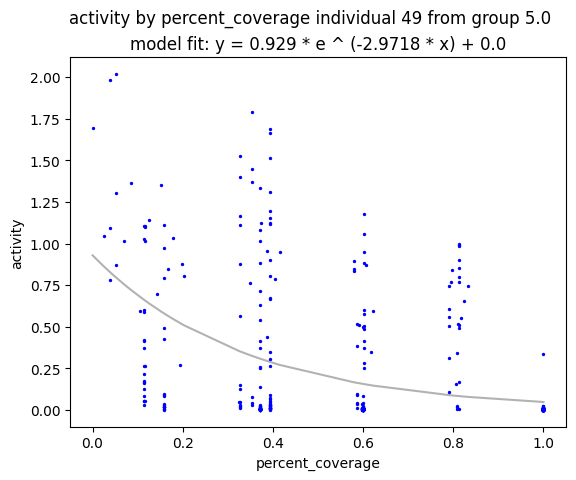 activity by percent_coverage individual 49 from group 5.0
model fit: y = 0.929 * e ^ (-2.9718 * x) + 0.0
2.00
1.75
1.50
1.25
1.00
0.75
0.50
0.25
0.00
activity
0.0 0.2 0.4 0.6 0.8 1.0
percent_coverage